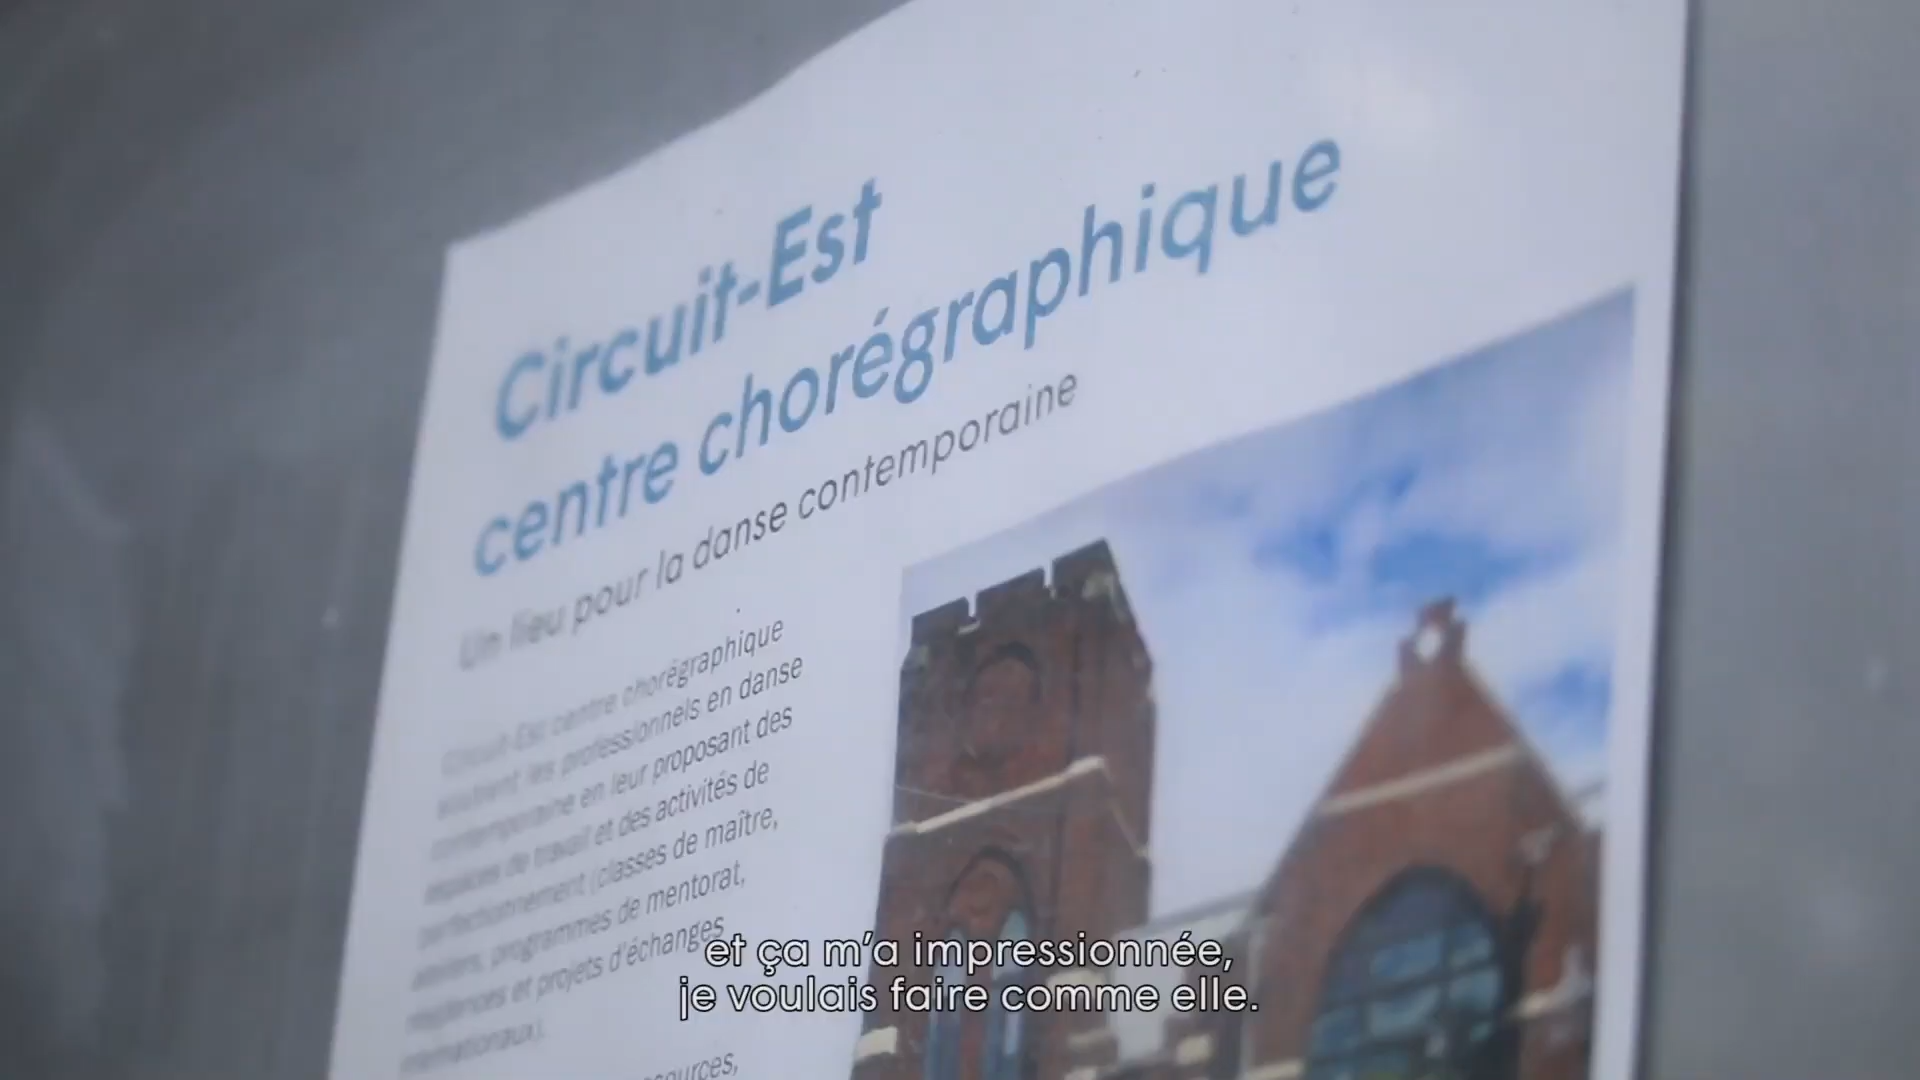 Circuit-Est
centre chorégraphique
Un lieu pour la danse contemporaine
Circuit-Est centre chorégraphique
soutient les professionnels en danse
contemporaine en leur proposant des
espaces de travail et des activités de
perfectionnement (classes de maître,
ateliers, programmes de mentorat,
résidences et projets d'échanges
internationaux).
et ça m'a impressionnée,
je voulais faire comme elle.